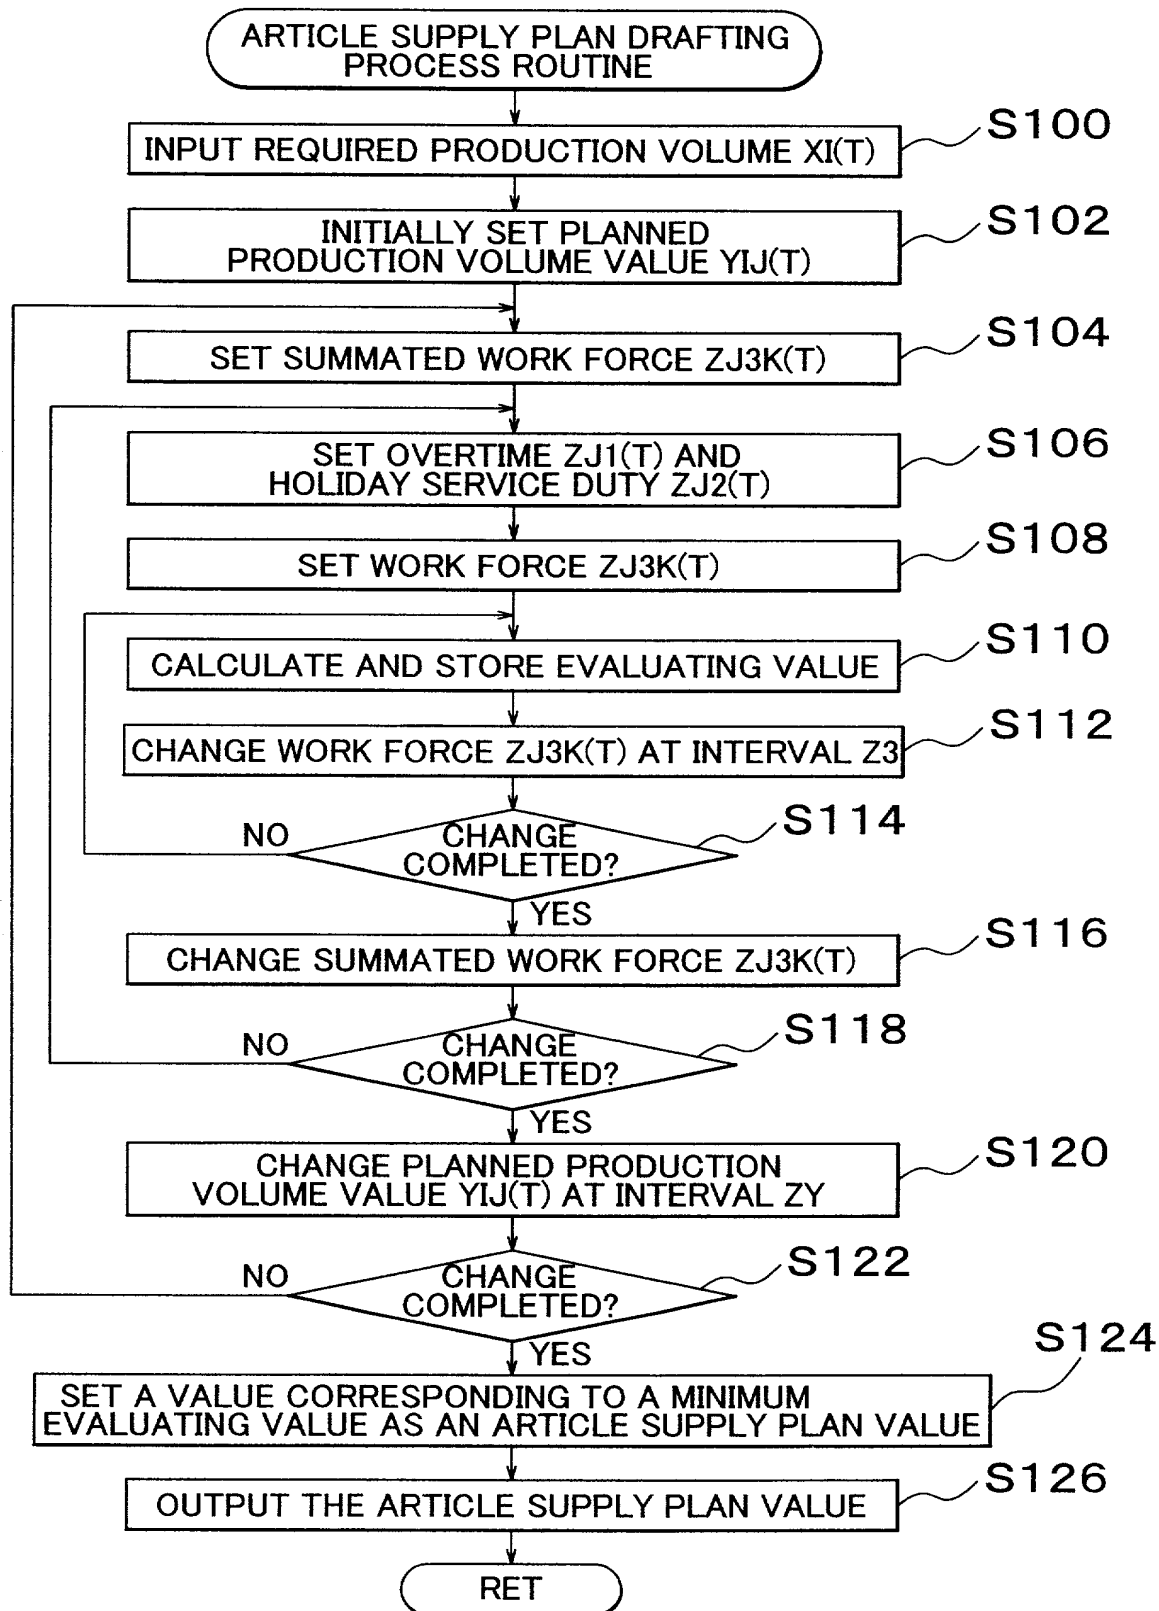 ARTICLE SUPPLY PLAN DRAFTING
PROCESS ROUTINE
S100
INPUT REQUIRED PRODUCTION VOLUME XI(T)
S102
INITIALLY SET PLANNED
PRODUCTION VOLUME VALUE YIJ(T)
S104
SET SUMMATED WORK FORCE ZJ3K(T)
S106
SET OVERTIME ZJ1(T) AND
HOLIDAY SERVICE DUTY ZJ2(T)
S108
SET WORK FORCE ZJ3K(T)
S110
CALCULATE AND STORE EVALUATING VALUE
S112
CHANGE WORK FORCE ZJ3K(T) AT INTERVAL Z3
S114
NO
CHANGE
COMPLETED?
YES
S116
CHANGE SUMMATED WORK FORCE ZJ3K(T)
S118
NO
CHANGE
COMPLETED?
YES
S120
CHANGE PLANNED PRODUCTION
VOLUME VALUE YIJ(T) AT INTERVAL ZY
S122
NO
CHANGE
COMPLETED?
YES
S124
SET A VALUE CORRESPONDING TO A MINIMUM
EVALUATING VALUE AS AN ARTICLE SUPPLY PLAN VALUE
S126
OUTPUT THE ARTICLE SUPPLY PLAN VALUE
RET